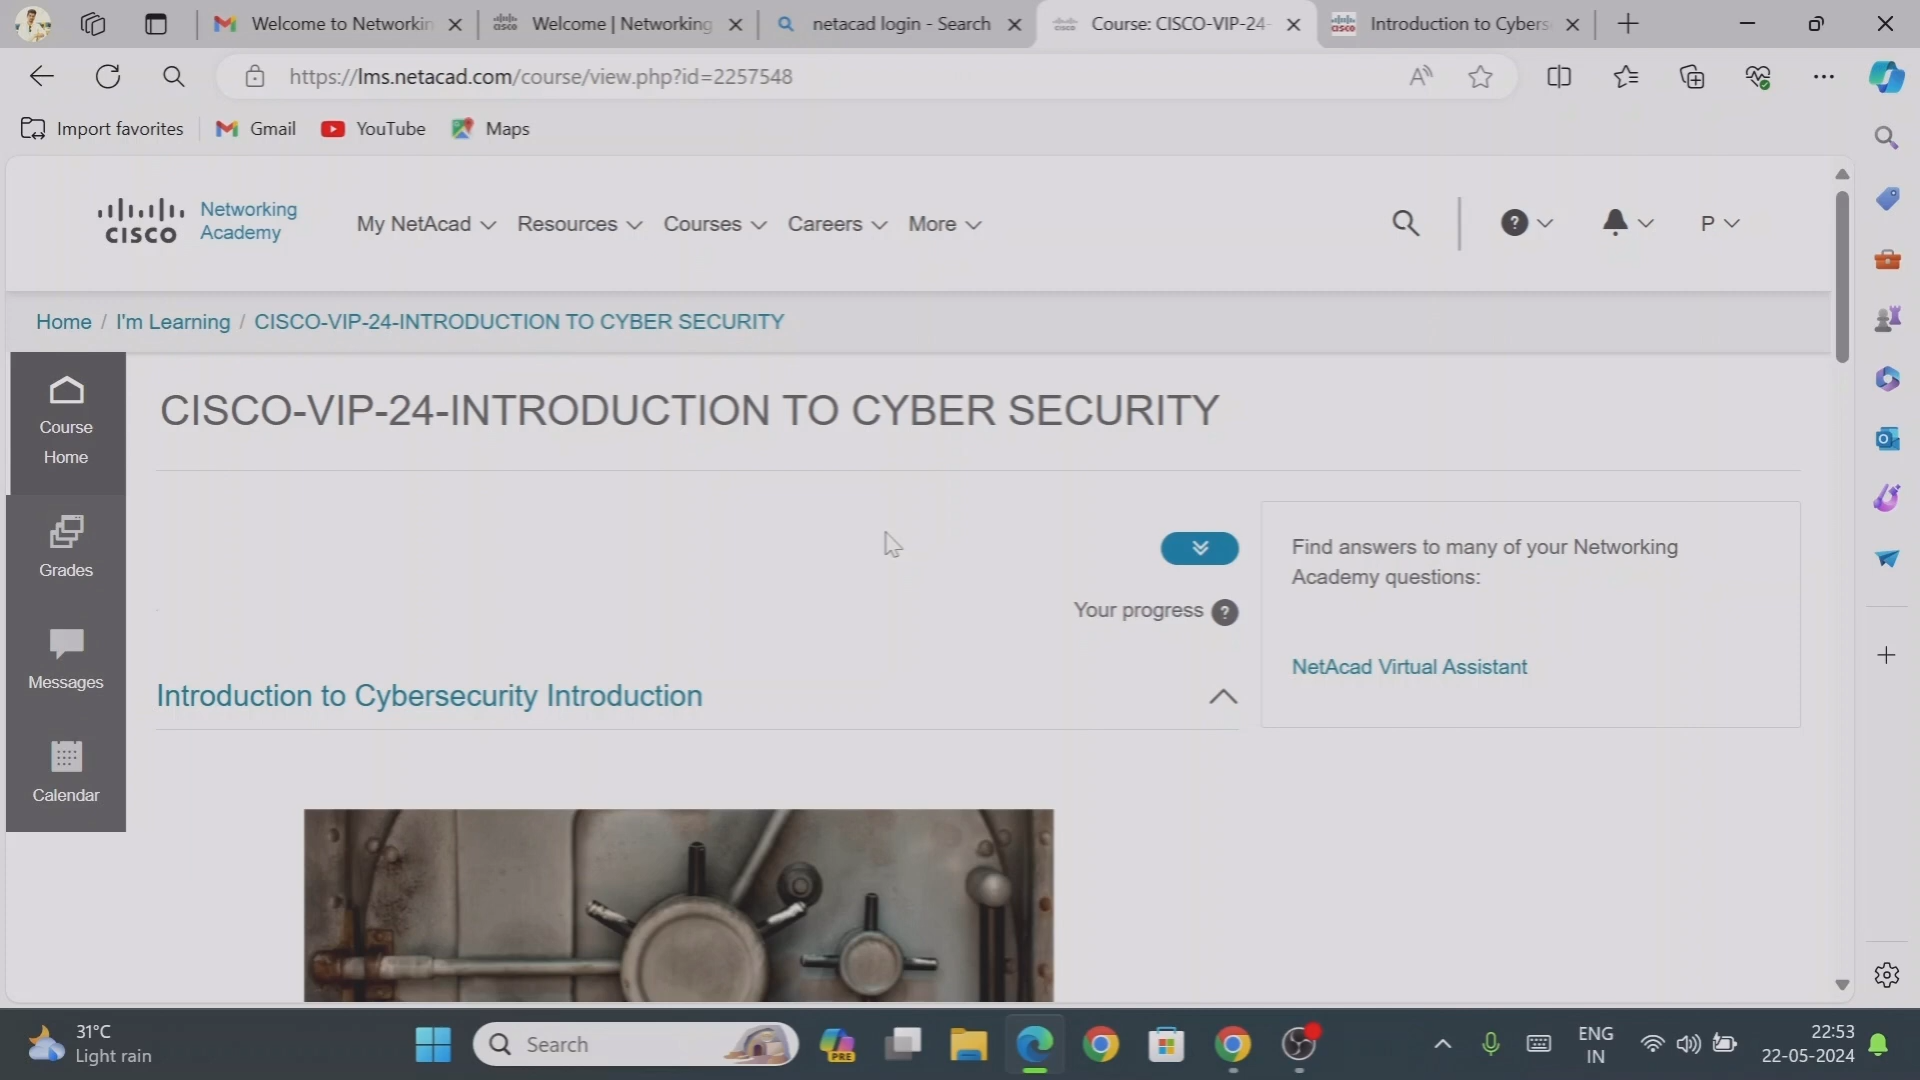 Welcome to Networkin
Welcome | Networking
netacad login - Search
Course: CISCO-VIP-24-
Introduction to Cybers
https://lms.netacad.com/course/view.php?id=2257548
Import favorites
Gmail
YouTube
Maps
CISCO
Networking
Academy
My NetAcad
Resources
Courses
Careers
More
?
P
Home / I'm Learning / CISCO-VIP-24-INTRODUCTION TO CYBER SECURITY
Course
Home
Grades
Messages
Calendar
CISCO-VIP-24-INTRODUCTION TO CYBER SECURITY
Your progress ?
Introduction to Cybersecurity Introduction
Find answers to many of your Networking
Academy questions:
NetAcad Virtual Assistant
31°C
Light rain
Search
PRE
ENG
IN
22:53
22-05-2024